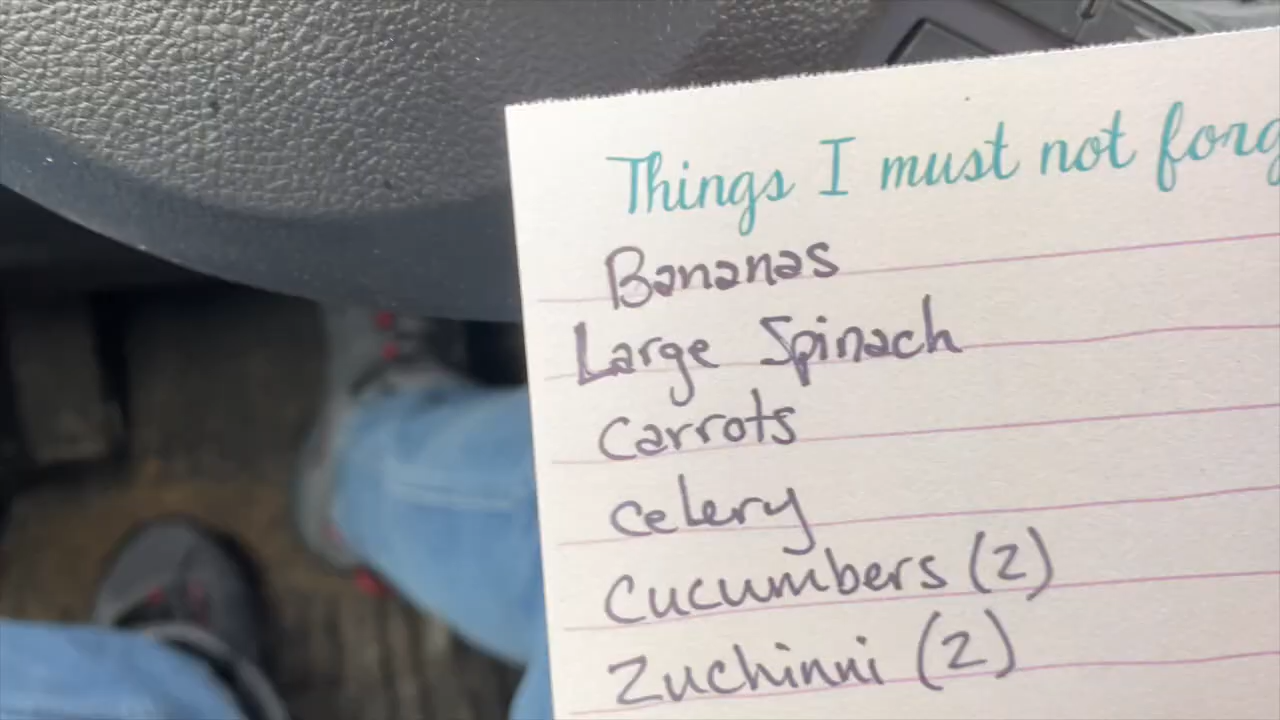 Things I must not forg
Bananas
Large Spinach
Carrots
celery
Cucumbers (2)
Zuchinni (2)